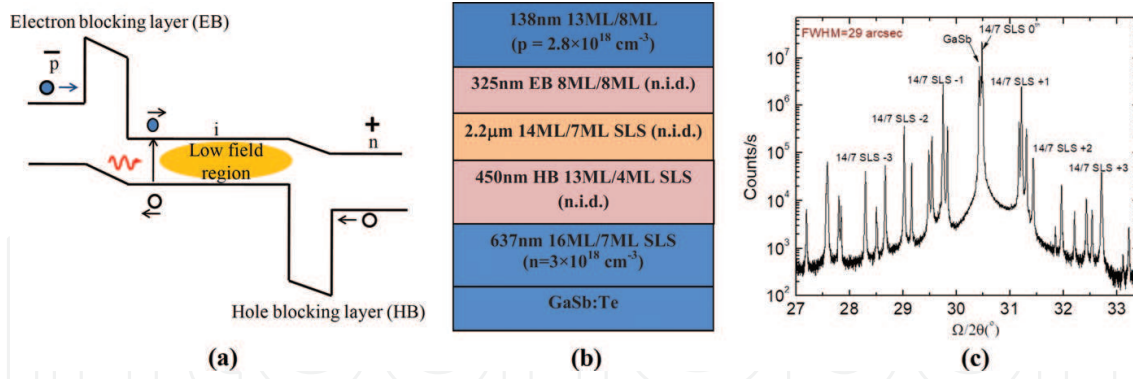 Electron blocking layer (EB)
p
i
+
n
Low field
region
Hole blocking layer (HB)
(a)
138nm 13ML/8ML
(p = 2.8×10¹⁸ cm⁻³)
325nm EB 8ML/8ML (n.i.d.)
2.2μm 14ML/7ML SLS (n.i.d.)
450nm HB 13ML/4ML SLS
(n.i.d.)
637nm 16ML/7ML SLS
(n=3×10¹⁸ cm⁻³)
GaSb:Te
(b)
FWHM=29 arcsec
14/7 SLS 0ᵗʰ
GaSb
14/7 SLS -1
14/7 SLS +1
14/7 SLS -2
14/7 SLS +2
14/7 SLS -3
14/7 SLS +3
Counts/s
10⁷
10⁶
10⁵
10⁴
10³
10²
27 28 29 30 31 32 33
Ω/2θ(°)
(c)